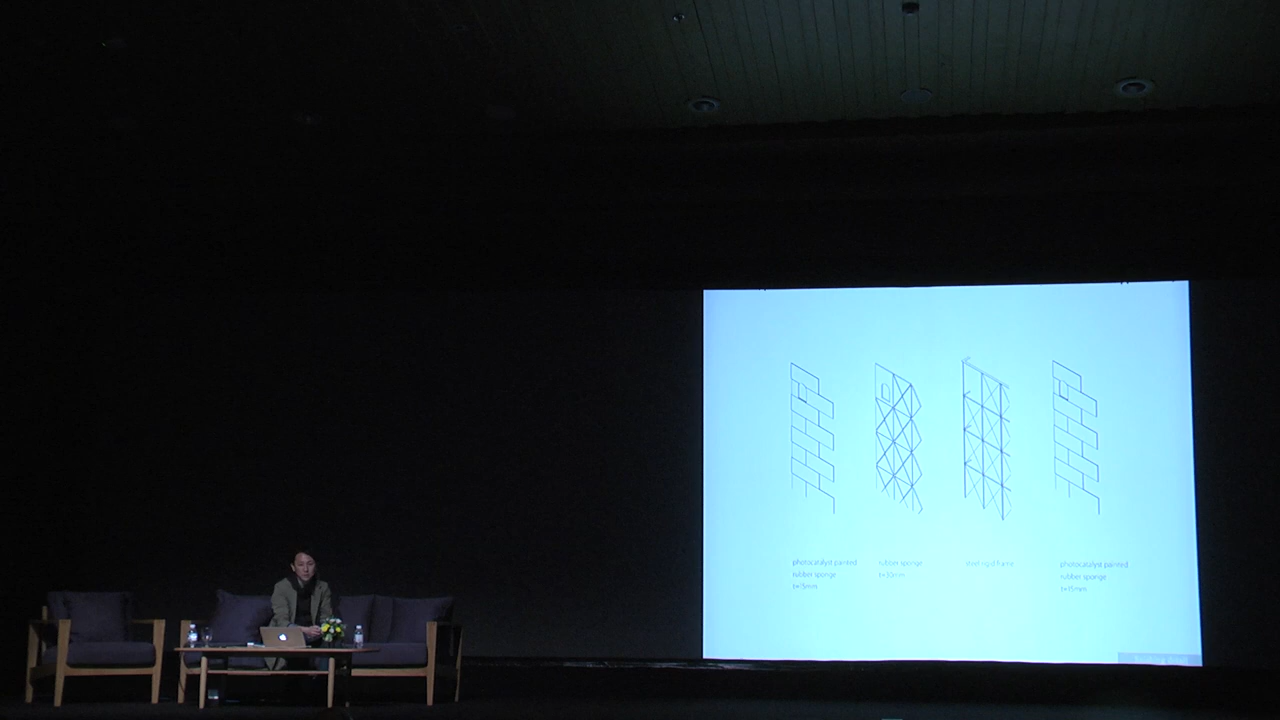 photocatalyst painted
rubber sponge
t=15mm
rubber sponge
t=30mm
steel rigid frame
photocatalyst painted
rubber sponge
t=15mm